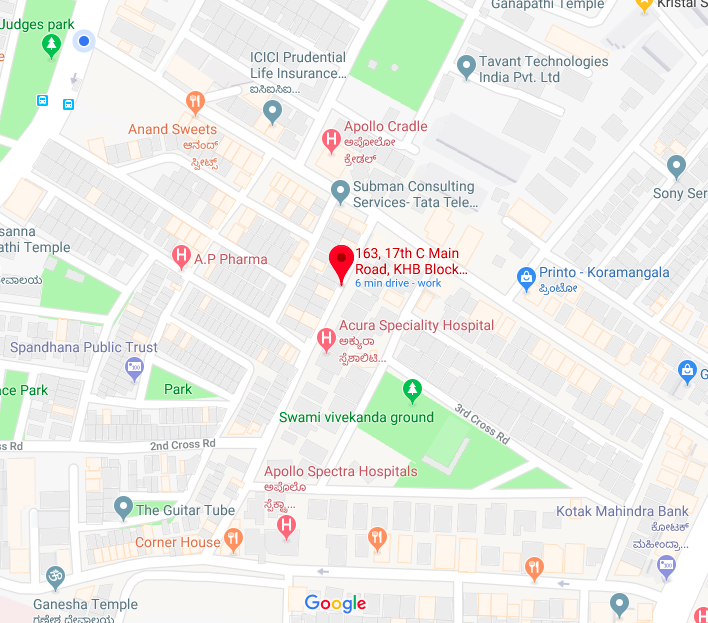 Judges park
Ganapathi Temple
Kristal S
ICICI Prudential
Life Insurance…
ಐಸಿಐಸಿಐ…
Tavant Technologies
India Pvt. Ltd
Anand Sweets
ಆನಂದ್
ಸ್ವೀಟ್ಸ್
Apollo Cradle
ಅಪೋಲೋ
ಕ್ರೇಡಲ್
Subman Consulting
Services- Tata Tele…
Sony Ser
sanna
athi Temple
ೇವಾಲಯ
A.P Pharma
163, 17th C Main
Road, KHB Block…
6 min drive - work
Printo - Koramangala
ಪ್ರಿಂಟೋ
Acura Speciality Hospital
ಅಕ್ಯುರಾ
ಸ್ಪೆಶಾಲಿಟಿ…
Spandhana Public Trust
G
nce Park
Park
Swami vivekanda ground
3rd Cross Rd
ss Rd
2nd Cross Rd
Apollo Spectra Hospitals
ಅಪೊಲೊ
ಸ್ಪೆಕ್ಟ್ರಾ…
The Guitar Tube
Kotak Mahindra Bank
ಕೋಟಕ್
ಮಹೀಂದ್ರಾ…
Corner House
Ganesha Temple
ಗಣೇಶ ದೇವಾಲಯ
Google